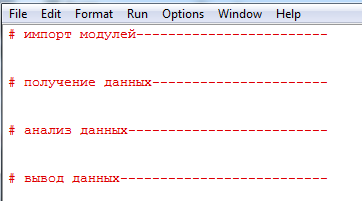 File Edit Format Run Options Window Help
# импорт модулей------------------------
# получение данных----------------------
# анализ данных-------------------------
# вывод данных--------------------------